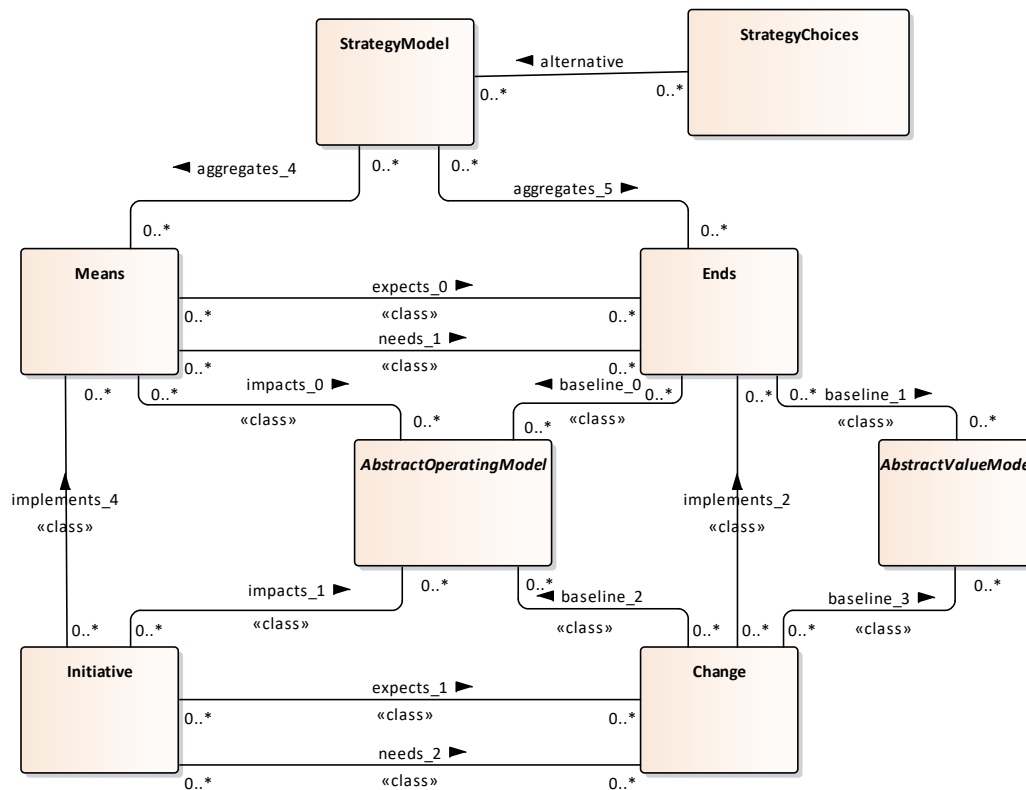 StrategyModel
StrategyChoices
◄ alternative
0..*
0..*
0..*
0..*
◄ aggregates_4
aggregates_5 ►
0..*
0..*
Means
Ends
expects_0 ►
0..*
«class»
0..*
needs_1 ►
0..*
«class»
0..*
0..*
0..*
impacts_0 ►
◄ baseline_0
0..*
0..*
0..*
baseline_1 ►
«class»
«class»
«class»
0..*
0..*
0..*
AbstractOperatingModel
AbstractValueMode
implements_4
«class»
implements_2
«class»
impacts_1 ►
0..*
0..*
◄ baseline_2
baseline_3 ►
0..*
«class»
«class»
«class»
0..*
0..*
0..*
0..*
0..*
Initiative
Change
expects_1 ►
0..*
«class»
0..*
needs_2 ►
0..*
«class»
0..*